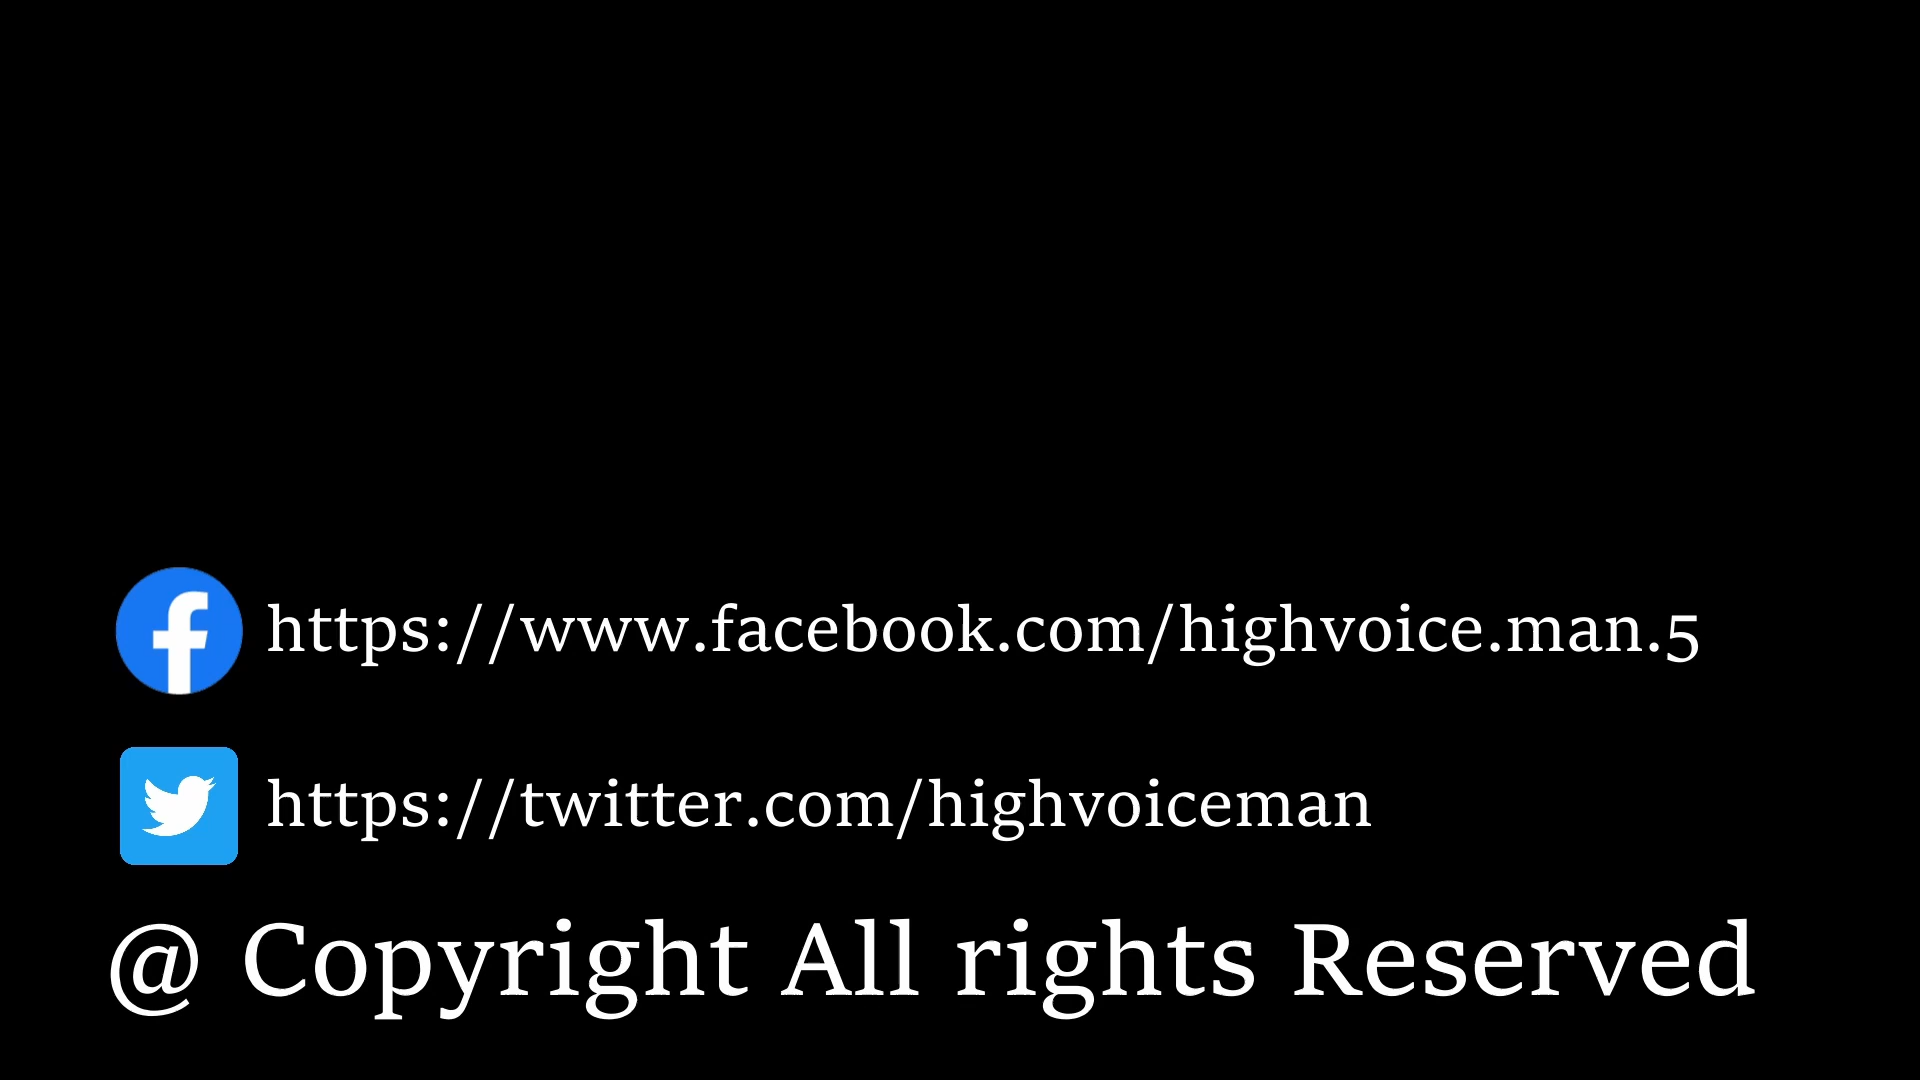 https://www.facebook.com/highvoice.man.5
https://twitter.com/highvoiceman
@ Copyright All rights Reserved